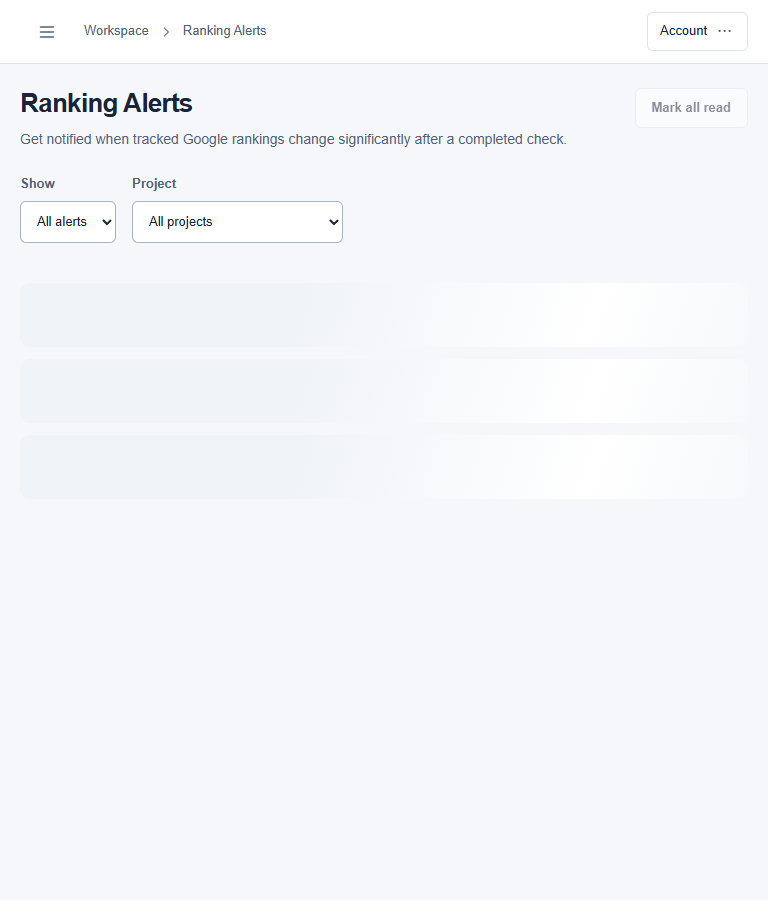 Workspace
Ranking Alerts
Account
Ranking Alerts
Mark all read
Get notified when tracked Google rankings change significantly after a completed check.
Show
Project
All alerts
All projects